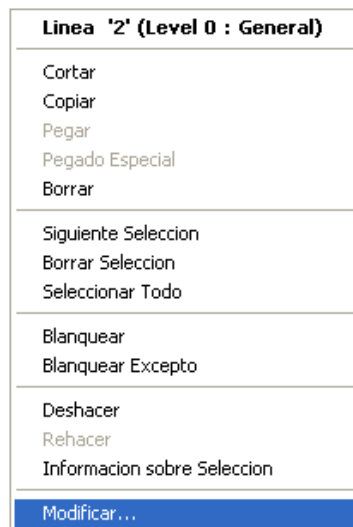 Linea '2' (Level 0 : General)
Cortar
Copiar
Pegar
Pegado Especial
Borrar
Siguiente Seleccion
Borrar Seleccion
Seleccionar Todo
Blanquear
Blanquear Excepto
Deshacer
Rehacer
Informacion sobre Seleccion
Modificar...